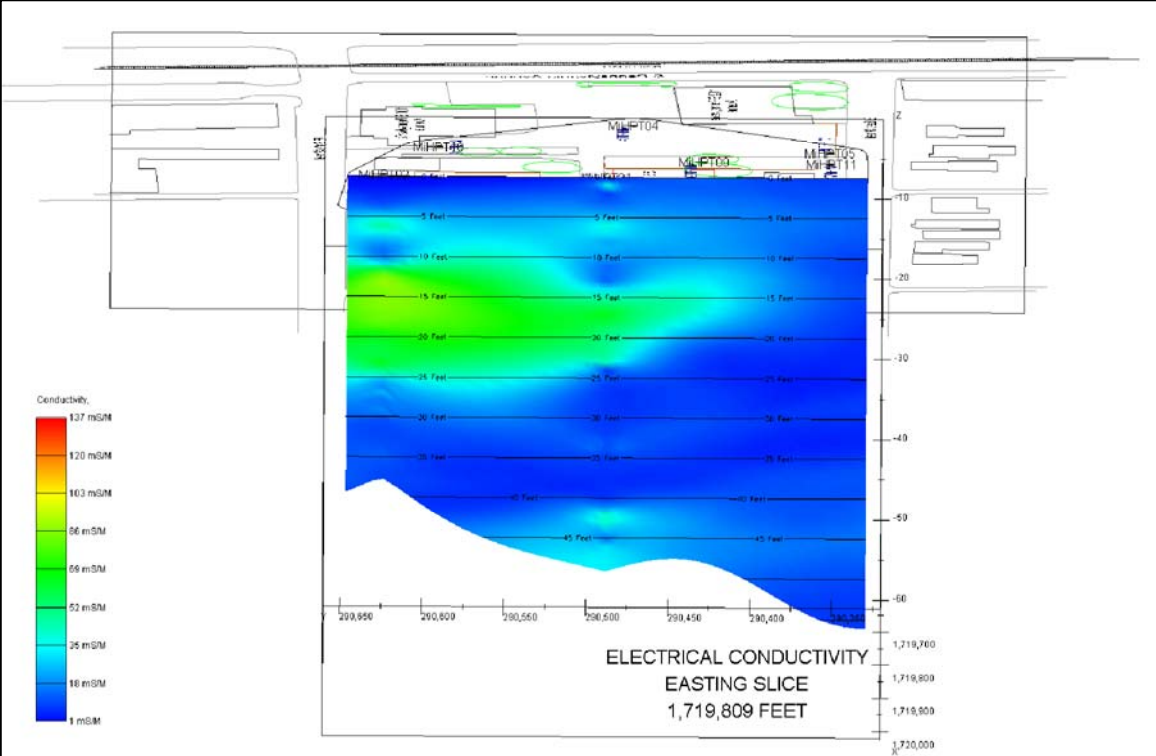 MiHPT04
MiHPT05
MiHPT09
MiHPT11
Z
0 Feet
5 Feet 5 Feet 5 Feet
10 Feet 10 Feet 10 Feet
15 Feet 15 Feet 15 Feet
20 Feet 20 Feet 20 Feet
25 Feet 25 Feet 25 Feet
30 Feet 30 Feet 30 Feet
35 Feet 35 Feet 35 Feet
40 Feet 40 Feet
45 Feet 45 Feet
-10
-20
-30
-40
-50
-60
Conductivity,
137 mS/M
120 mS/M
103 mS/M
86 mS/M
69 mS/M
52 mS/M
35 mS/M
18 mS/M
1 mS/M
290,650 290,600 290,550 290,500 290,450 290,400 290,350
1,719,700
1,719,800
1,719,900
1,720,000
X
ELECTRICAL CONDUCTIVITY
EASTING SLICE
1,719,809 FEET